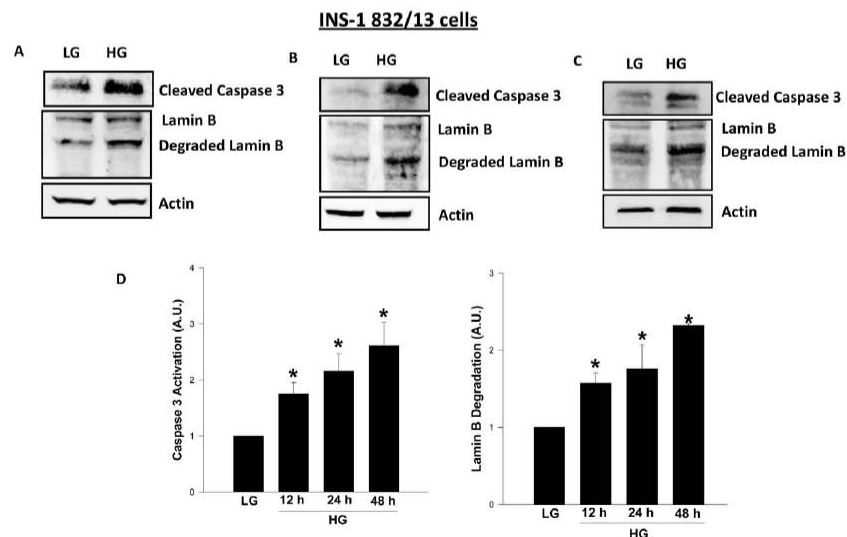 INS-1 832/13 cells
A
LG HG
Cleaved Caspase 3
Lamin B
Degraded Lamin B
Actin
B
LG HG
Cleaved Caspase 3
Lamin B
Degraded Lamin B
Actin
C
LG HG
Cleaved Caspase 3
Lamin B
Degraded Lamin B
Actin
D
Caspase 3 Activation (A.U.)
4
3
2
1
0
* * *
LG 12 h 24 h 48 h
HG
Lamin B Degradation (A.U.)
3
2
1
0
* * *
LG 12 h 24 h 48 h
HG